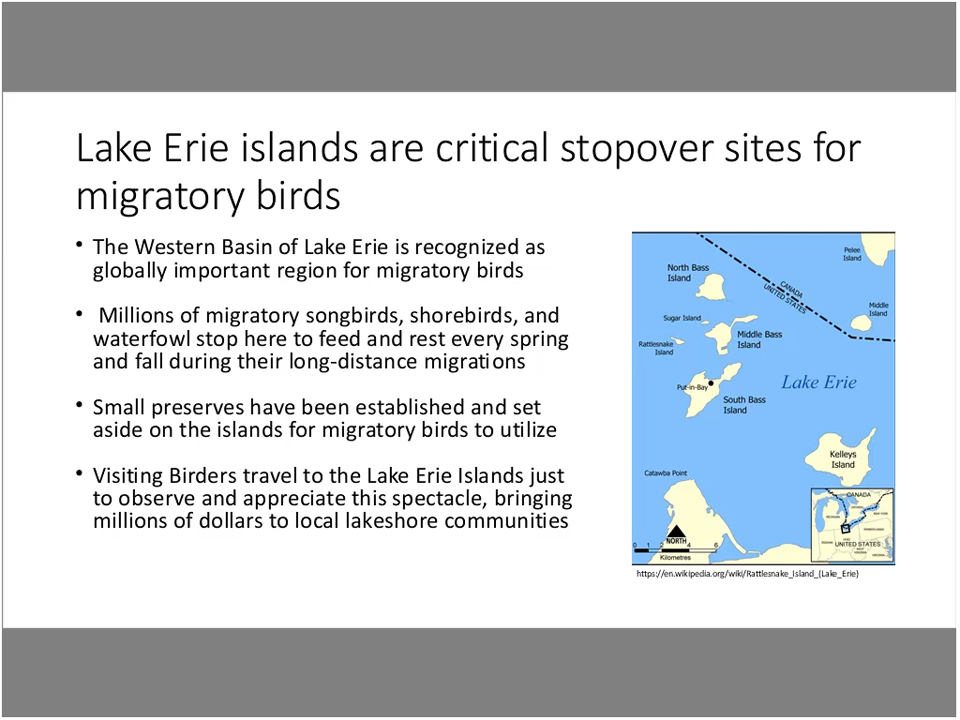 Lake Erie islands are critical stopover sites for
migratory birds
• The Western Basin of Lake Erie is recognized as
globally important region for migratory birds
• Millions of migratory songbirds, shorebirds, and
waterfowl stop here to feed and rest every spring
and fall during their long-distance migrations
• Small preserves have been established and set
aside on the islands for migratory birds to utilize
• Visiting Birders travel to the Lake Erie Islands just
to observe and appreciate this spectacle, bringing
millions of dollars to local lakeshore communities
Pelee
Island
North Bass
Island
CANADA
UNITED STATES
Middle
Island
Sugar Island
Rattlesnake
Island
Middle Bass
Island
Lake Erie
Put-in-Bay
South Bass
Island
Kelleys
Island
Catawba Point
NORTH
0 1 2 4 6
Kilometres
CANADA
UNITED STATES
https://en.wikipedia.org/wiki/Rattlesnake_Island_(Lake_Erie)